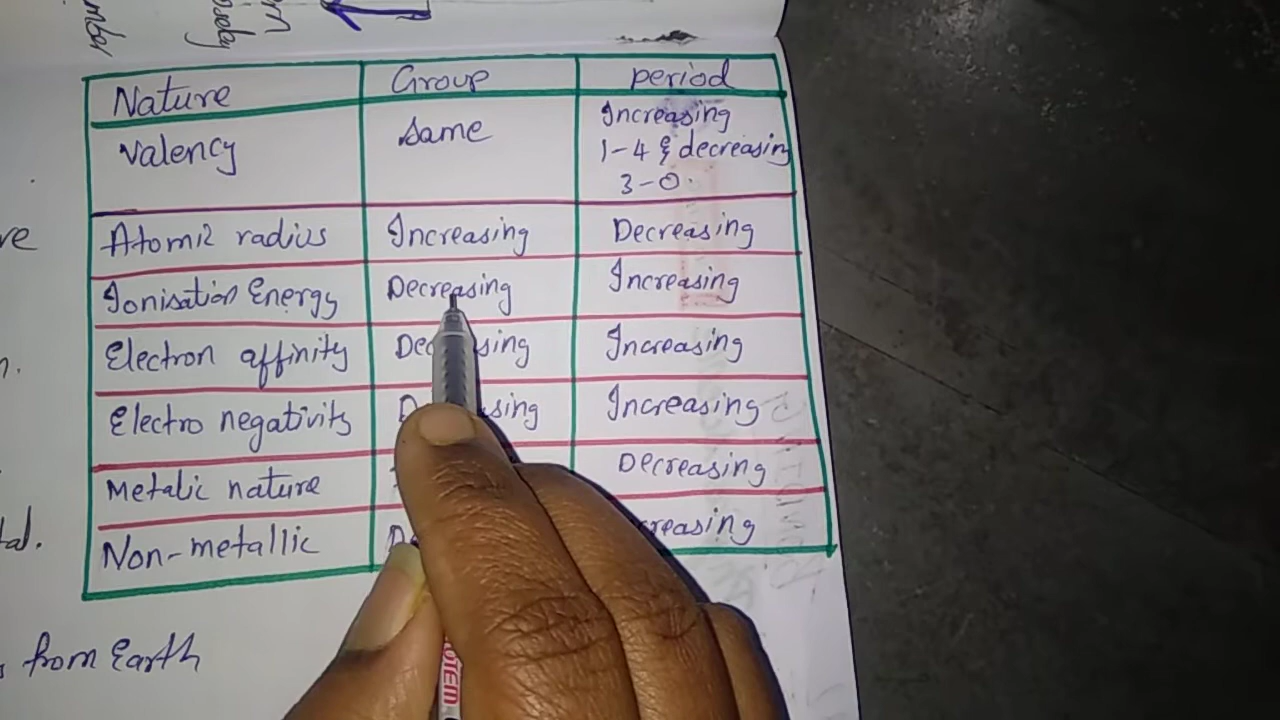 Nature Group period
Valency Same Increasing
1-4 & decreasing
3-0.
Atomic radius Increasing Decreasing
Ionisation Energy Decreasing Increasing
Electron affinity Increasing
Electro negativity Increasing
Metalic nature Decreasing
Non-metallic
from Earth